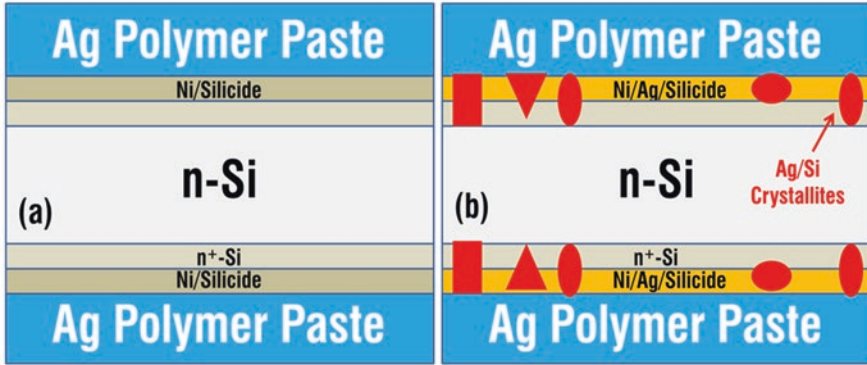 Ag Polymer Paste
Ni/Silicide
n-Si
(a)
n⁺-Si
Ni/Silicide
Ag Polymer Paste
Ag Polymer Paste
Ni/Ag/Silicide
Ag/Si
Crystallites
n-Si
(b)
n⁺-Si
Ni/Ag/Silicide
Ag Polymer Paste